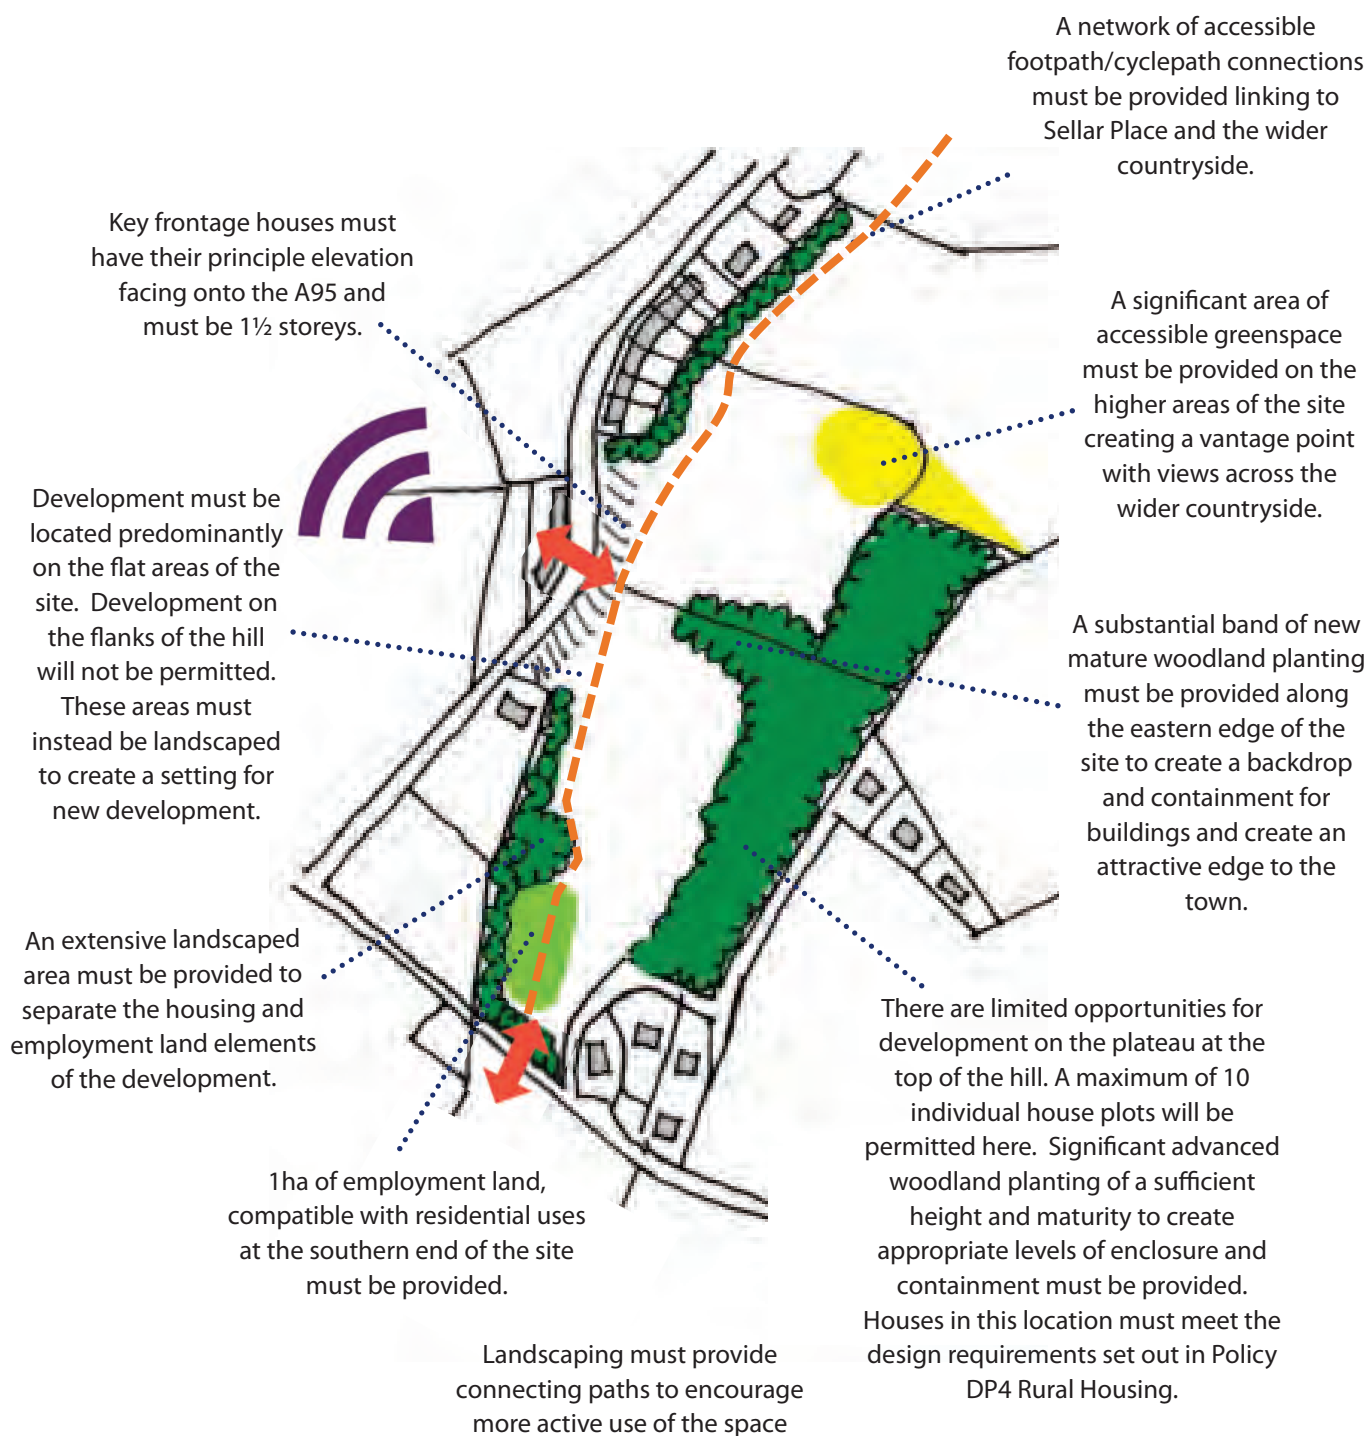 A network of accessible
footpath/cyclepath connections
must be provided linking to
Sellar Place and the wider
countryside.
Key frontage houses must
have their principle elevation
facing onto the A95 and
must be 1½ storeys.
A significant area of
accessible greenspace
must be provided on the
higher areas of the site
creating a vantage point
with views across the
wider countryside.
Development must be
located predominantly
on the flat areas of the
site. Development on
the flanks of the hill
will not be permitted.
These areas must
instead be landscaped
to create a setting for
new development.
A substantial band of new
mature woodland planting
must be provided along
the eastern edge of the
site to create a backdrop
and containment for
buildings and create an
attractive edge to the
town.
An extensive landscaped
area must be provided to
separate the housing and
employment land elements
of the development.
There are limited opportunities for
development on the plateau at the
top of the hill. A maximum of 10
individual house plots will be
permitted here. Significant advanced
woodland planting of a sufficient
height and maturity to create
appropriate levels of enclosure and
containment must be provided.
Houses in this location must meet the
design requirements set out in Policy
DP4 Rural Housing.
1ha of employment land,
compatible with residential uses
at the southern end of the site
must be provided.
Landscaping must provide
connecting paths to encourage
more active use of the space